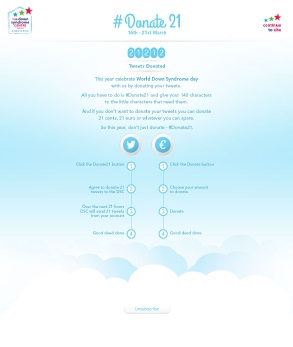 the down
syndrome
centre
#Donate 21
14th - 21st March
continue
to site
21212
Tweets Donated
This year celebrate World Down Syndrome day
with us by donating your tweets.
All you have to do is #Donate21 and give your 140 characters
to the little characters that need them.
And if you don't want to donate your tweets you can donate
21 cents, 21 euro or whatever you can spare.
So this year, don't just donate - #Donate21.
€
Click the Donate21 button
1
1
Click the Donate button
Agree to donate 21
tweets to the DSC
2
2
Choose your amount
to donate
Over the next 21 hours
DSC will send 21 tweets
from your account
3
3
Donate
Good deed done
4
4
Good deed done